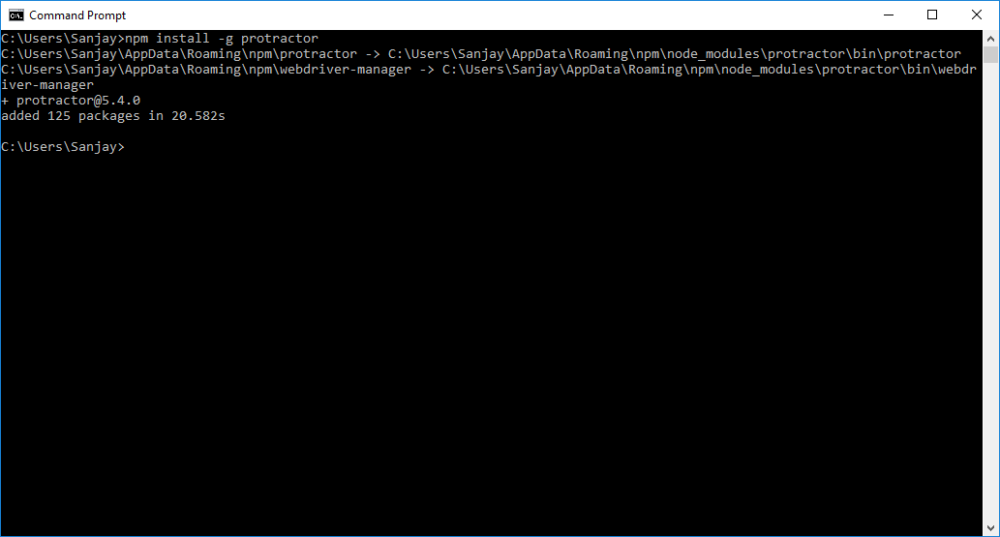 Command Prompt
C:\Users\Sanjay>npm install -g protractor
C:\Users\Sanjay\AppData\Roaming\npm\protractor -> C:\Users\Sanjay\AppData\Roaming\npm\node_modules\protractor\bin\protractor
C:\Users\Sanjay\AppData\Roaming\npm\webdriver-manager -> C:\Users\Sanjay\AppData\Roaming\npm\node_modules\protractor\bin\webdr
iver-manager
+ protractor@5.4.0
added 125 packages in 20.582s
C:\Users\Sanjay>